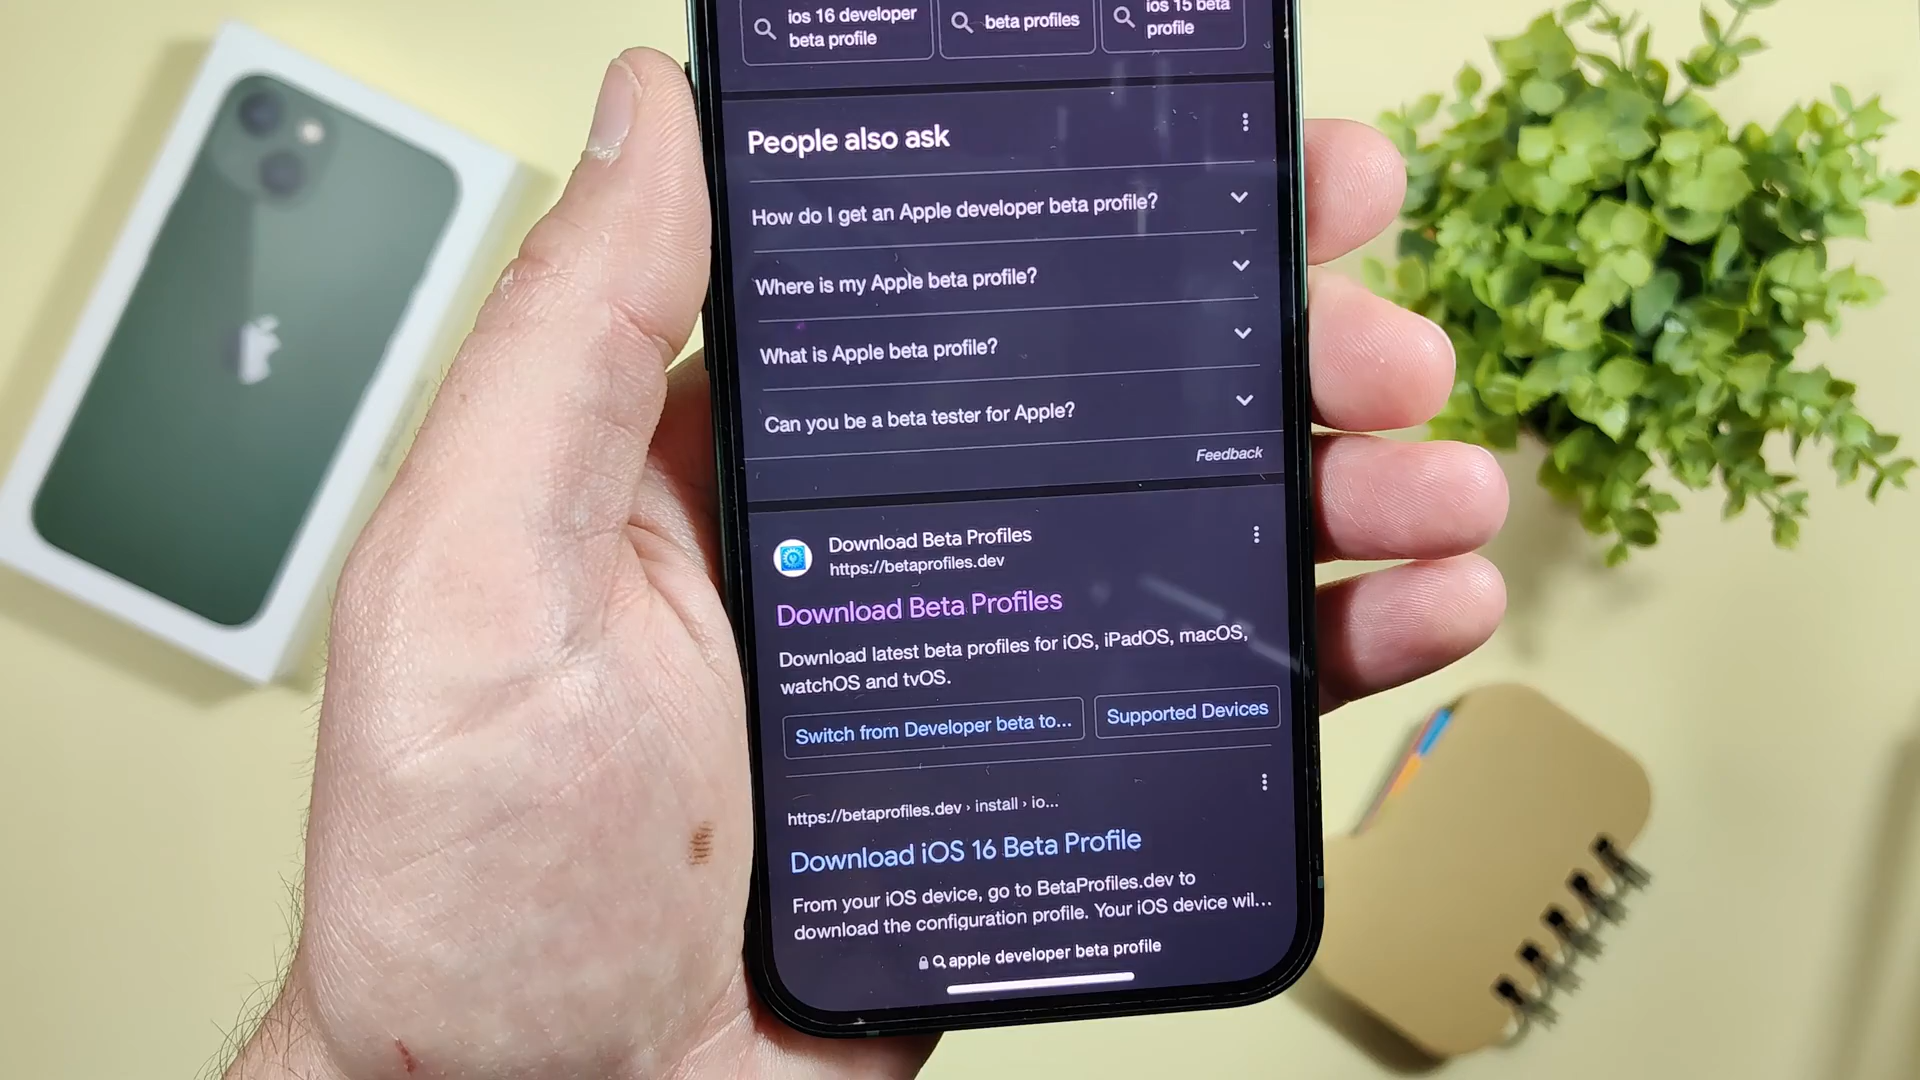 ios 16 developer
beta profile
beta profiles
ios 15 beta
profile
People also ask
How do I get an Apple developer beta profile?
Where is my Apple beta profile?
What is Apple beta profile?
Can you be a beta tester for Apple?
Feedback
Download Beta Profiles
https://betaprofiles.dev
Download Beta Profiles
Download latest beta profiles for iOS, iPadOS, macOS,
watchOS and tvOS.
Switch from Developer beta to...
Supported Devices
https://betaprofiles.dev › install › io...
Download iOS 16 Beta Profile
From your iOS device, go to BetaProfiles.dev to
download the configuration profile. Your iOS device wil...
apple developer beta profile